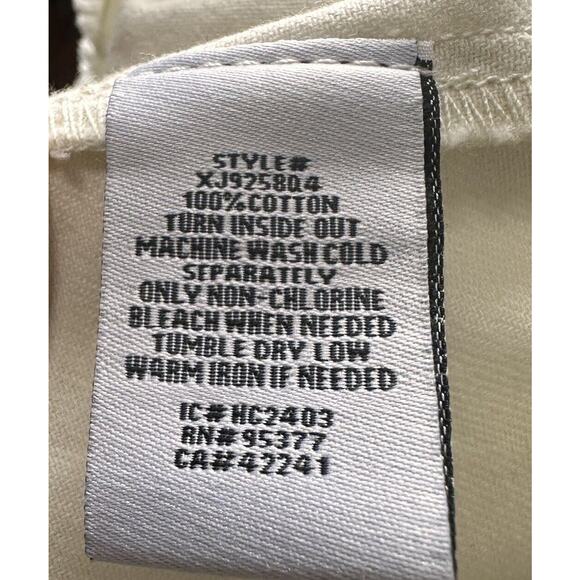 STYLE#
XJ9258Q4
100%COTTON
TURN INSIDE OUT
MACHINE WASH COLD
SEPARATELY
ONLY NON-CHLORINE
BLEACH WHEN NEEDED
TUMBLE DRY LOW
WARM IRON IF NEEDED
IC# HC2403
RN# 95377
CA# 42241